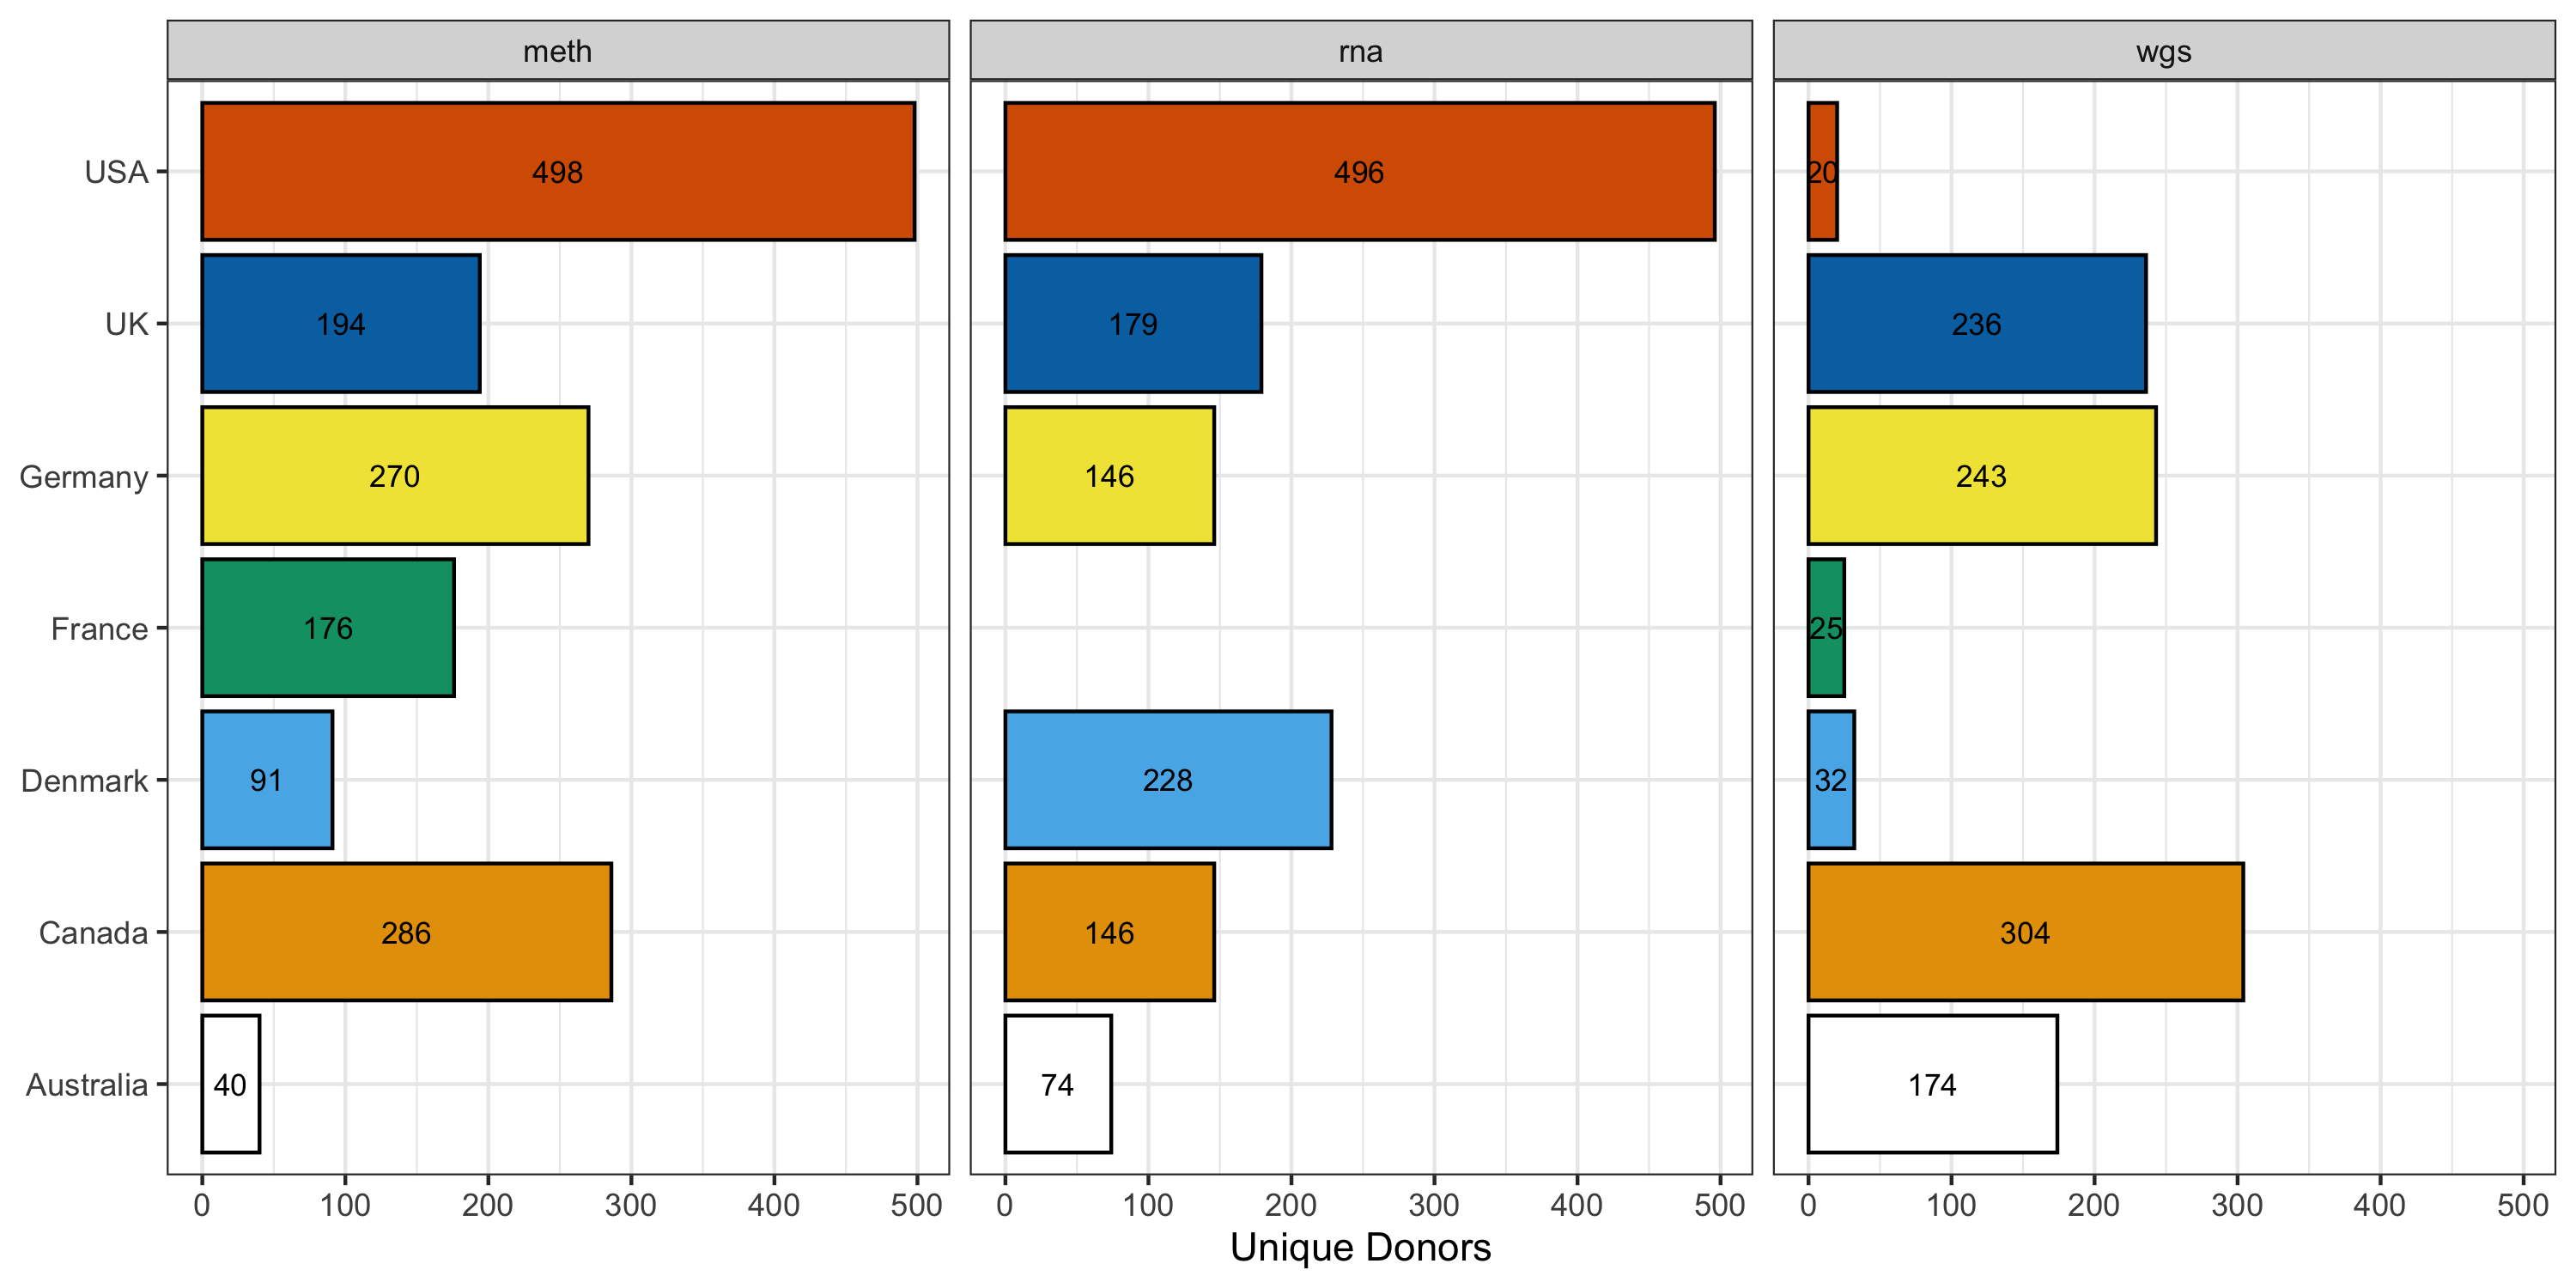 meth rna wgs
USA 498 496 20
UK 194 179 236
Germany 270 146 243
France 176 25
Denmark 91 228 32
Canada 286 146 304
Australia 40 74 174
0 100 200 300 400 500 0 100 200 300 400 500 0 100 200 300 400 500
Unique Donors